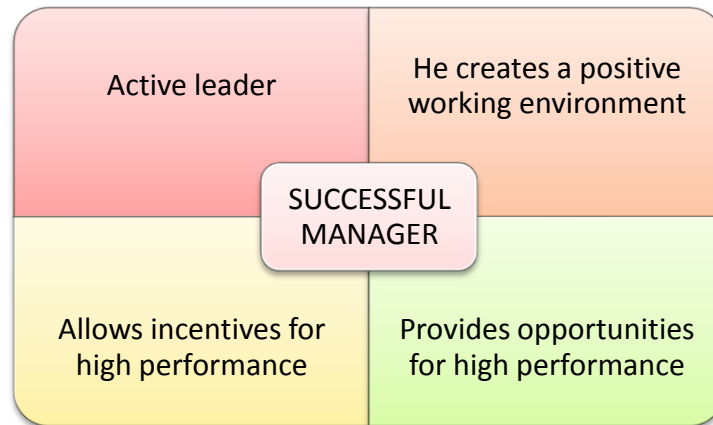 Active leader
He creates a positive
working environment
SUCCESSFUL
MANAGER
Allows incentives for
high performance
Provides opportunities
for high performance